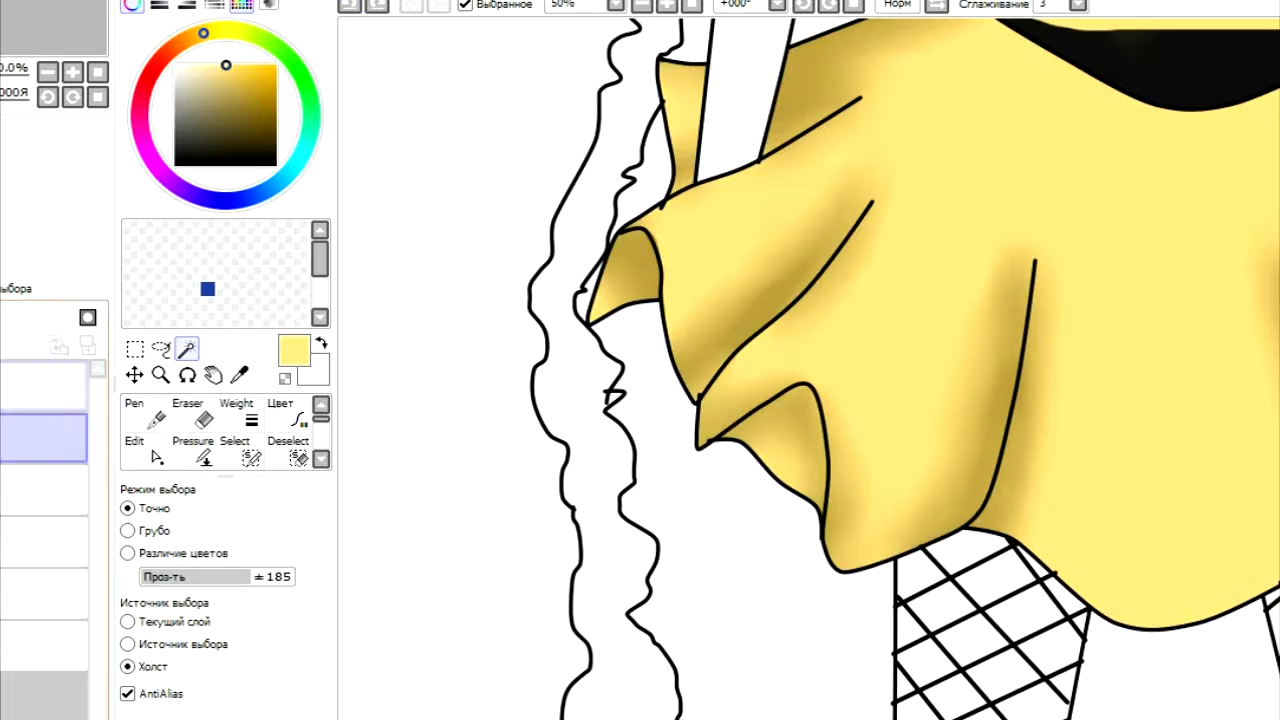 Выбранное 50% +000° Норм Сглаживание 3
0.0%
000Я
ыбора
Pen Eraser Weight Цвет
Edit Pressure Select Deselect
Режим выбора
Точно
Грубо
Различие цветов
Проз-ть ±185
Источник выбора
Текущий слой
Источник выбора
Холст
AntiAlias